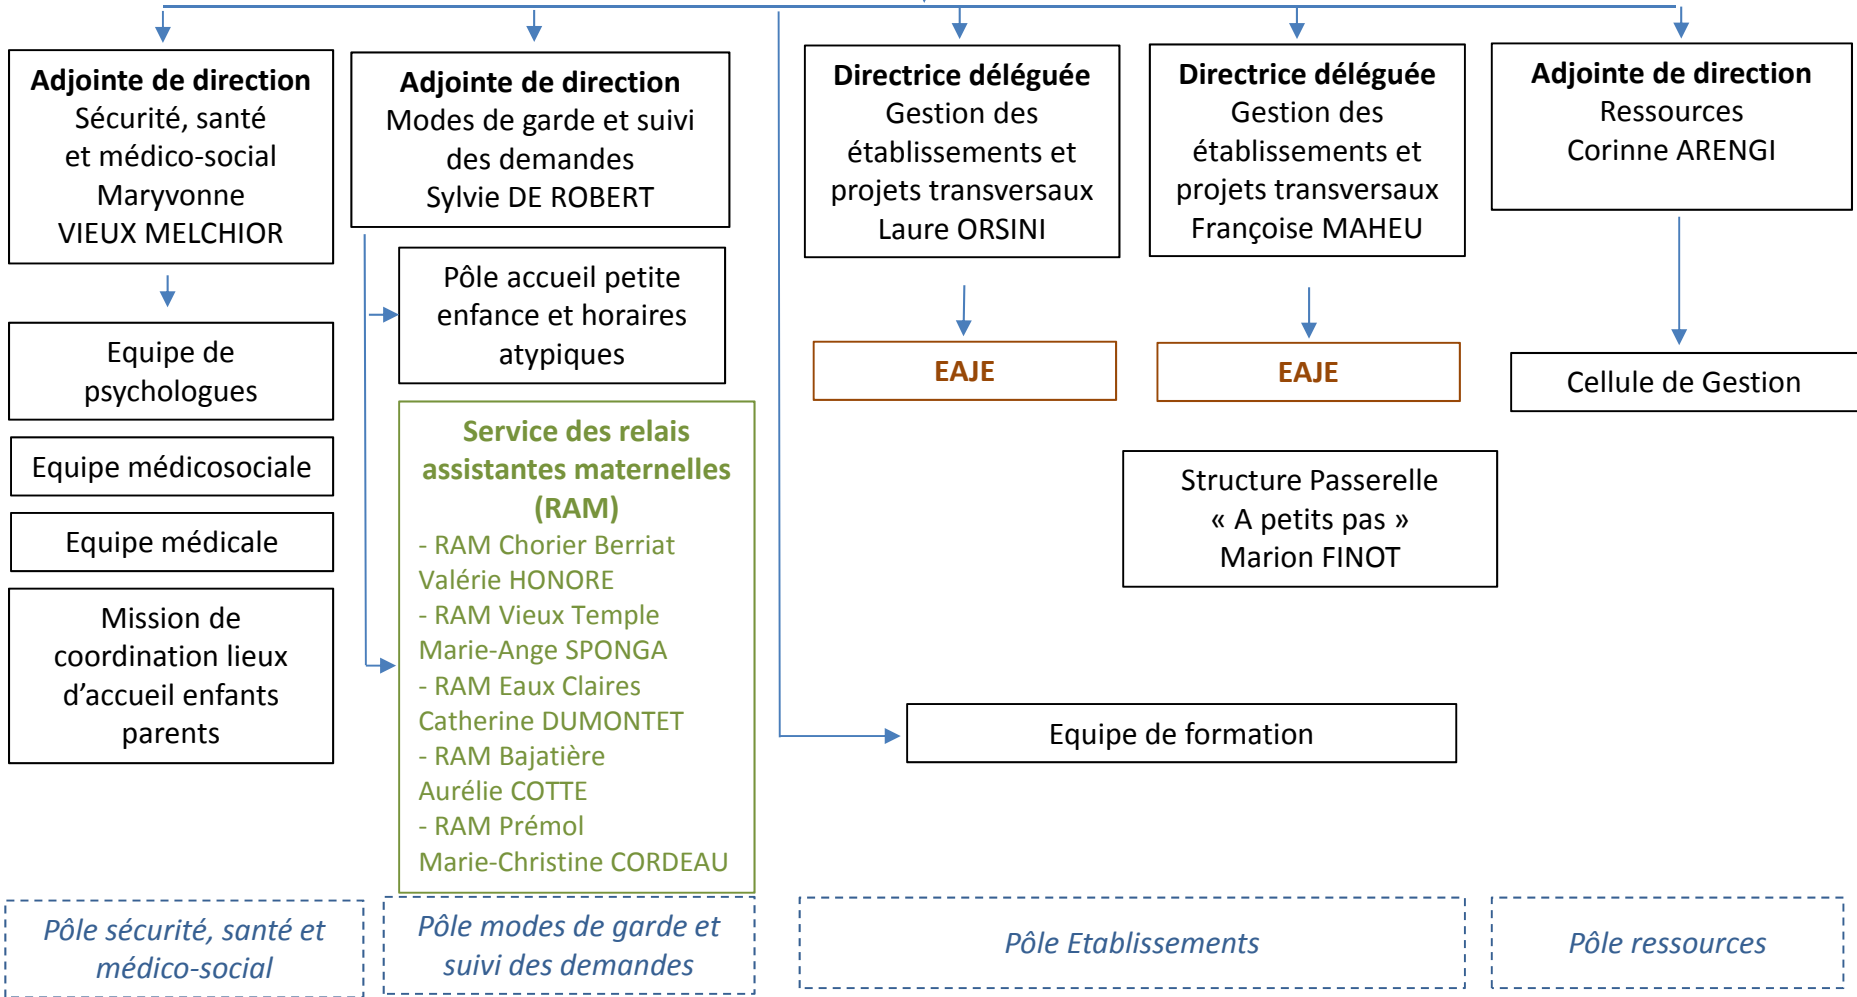 Adjointe de direction
Sécurité, santé
et médico-social
Maryvonne
VIEUX MELCHIOR
Equipe de
psychologues
Equipe médicosociale
Equipe médicale
Mission de
coordination lieux
d’accueil enfants
parents
Adjointe de direction
Modes de garde et suivi
des demandes
Sylvie DE ROBERT
Pôle accueil petite
enfance et horaires
atypiques
Service des relais
assistantes maternelles
(RAM)
- RAM Chorier Berriat
Valérie HONORE
- RAM Vieux Temple
Marie-Ange SPONGA
- RAM Eaux Claires
Catherine DUMONTET
- RAM Bajatière
Aurélie COTTE
- RAM Prémol
Marie-Christine CORDEAU
Directrice déléguée
Gestion des
établissements et
projets transversaux
Laure ORSINI
EAJE
Directrice déléguée
Gestion des
établissements et
projets transversaux
Françoise MAHEU
EAJE
Structure Passerelle
« A petits pas »
Marion FINOT
Equipe de formation
Adjointe de direction
Ressources
Corinne ARENGI
Cellule de Gestion
Pôle sécurité, santé et
médico-social
Pôle modes de garde et
suivi des demandes
Pôle Etablissements
Pôle ressources